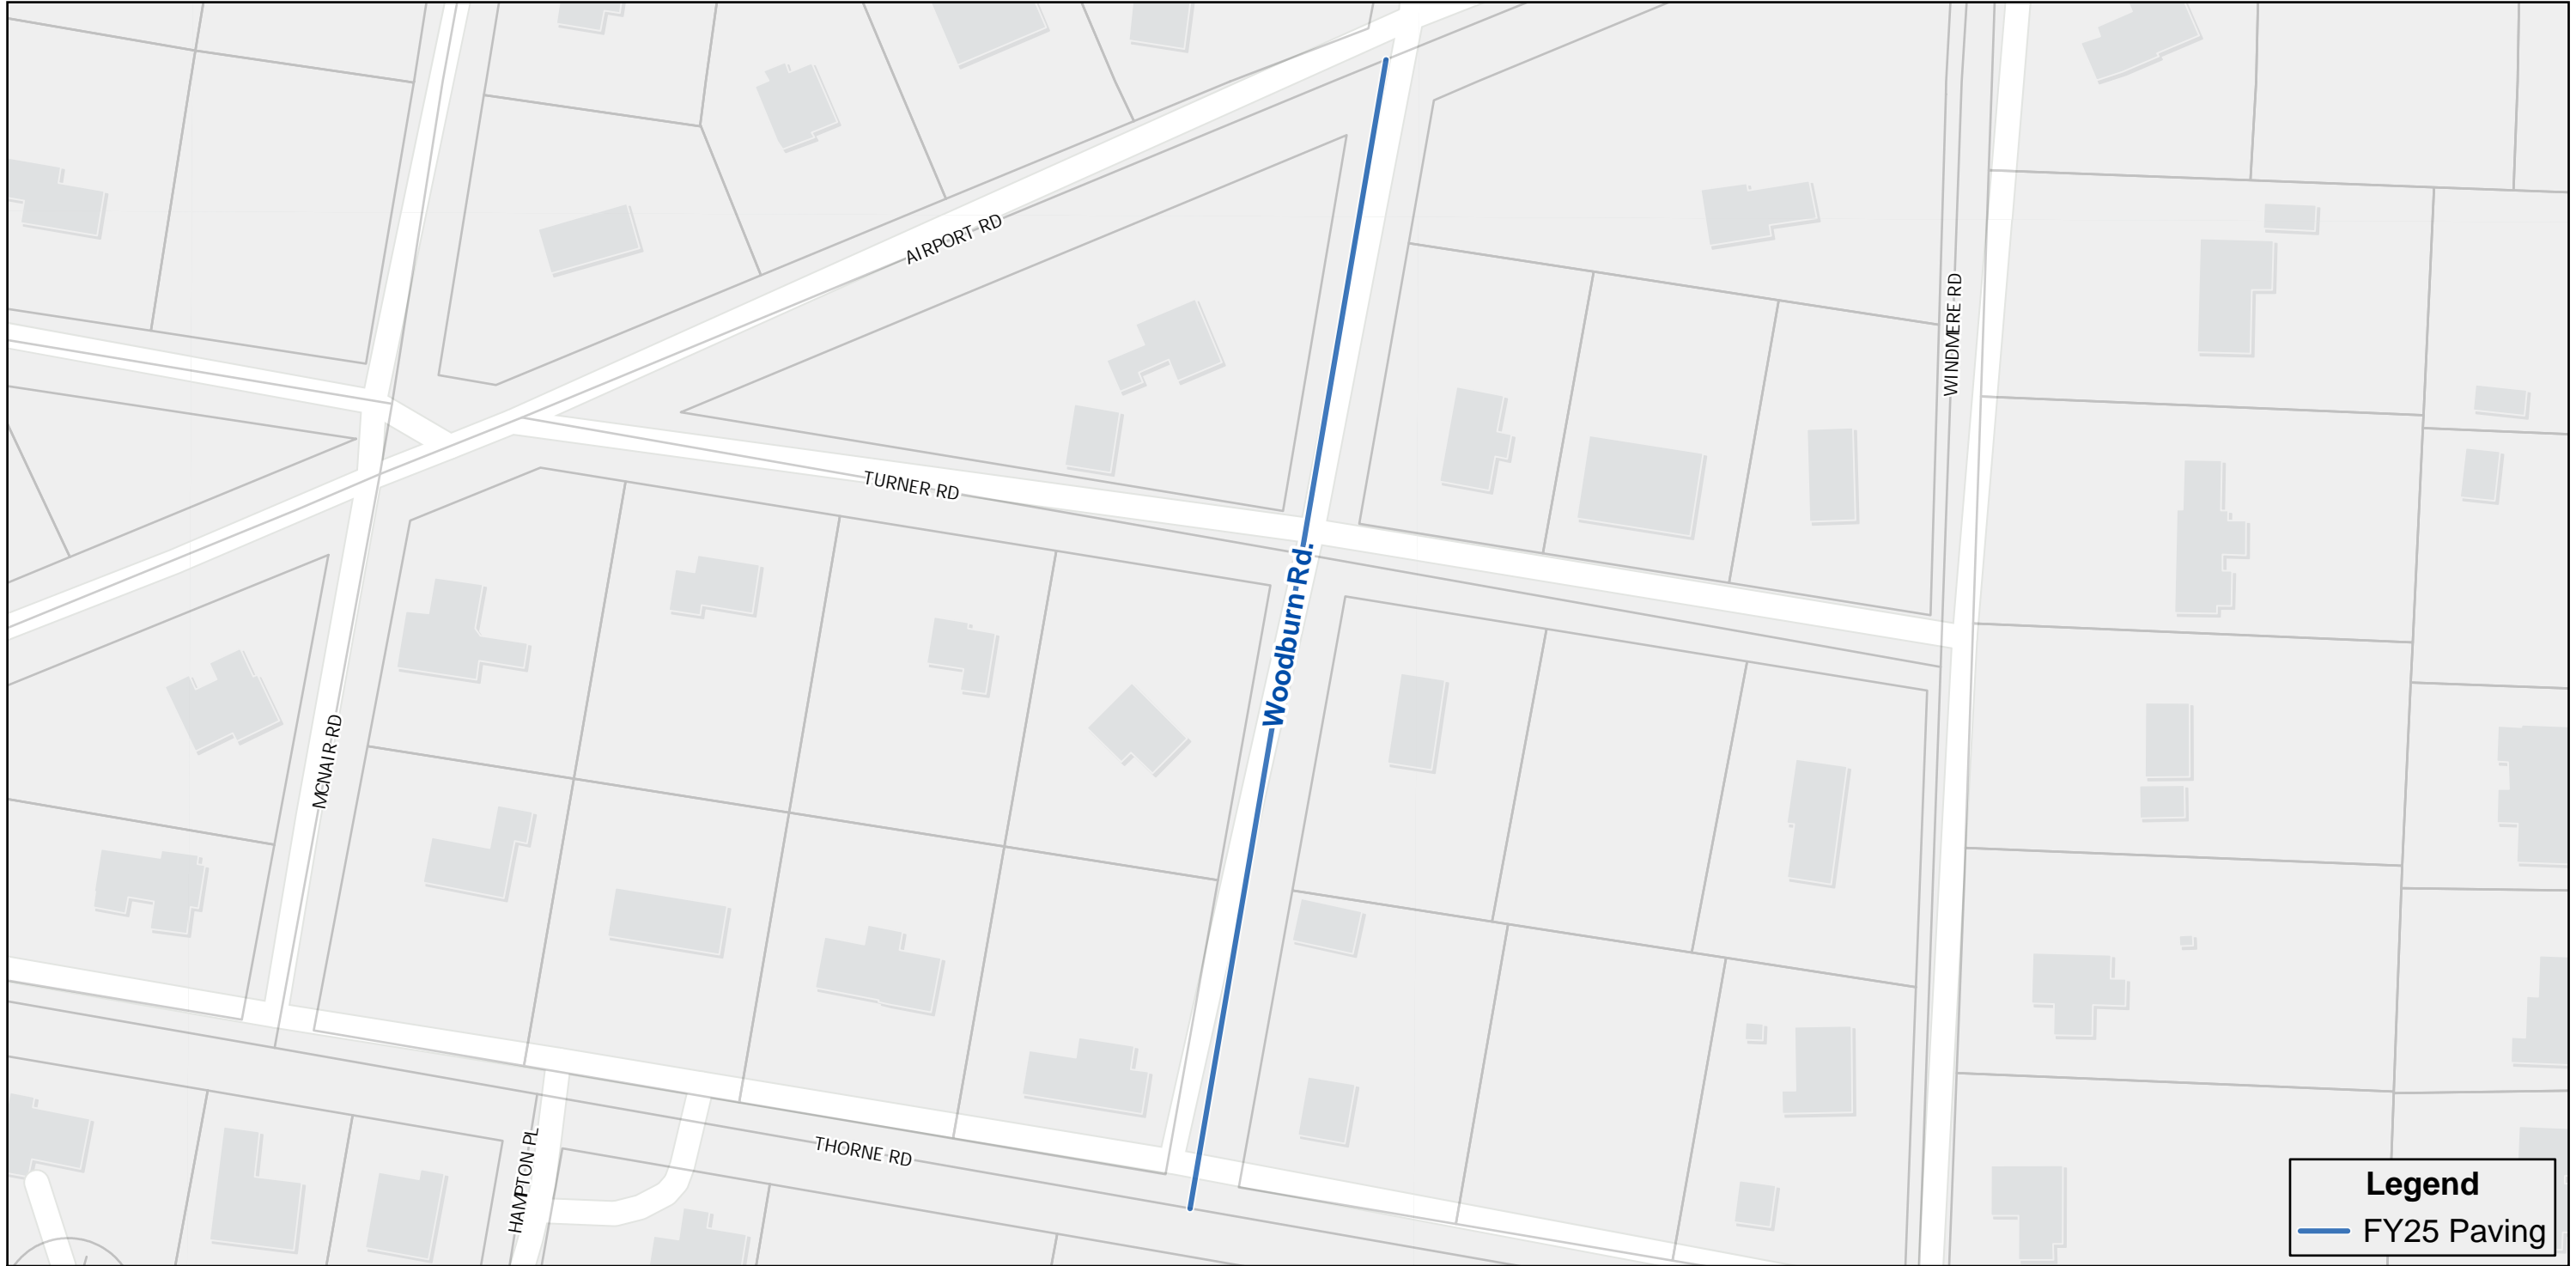 AIRPORT RD
WINDMERE RD
TURNER RD
Woodburn Rd.
MCNAIR RD
THORNE RD
HAMPTON PL
Legend
FY25 Paving